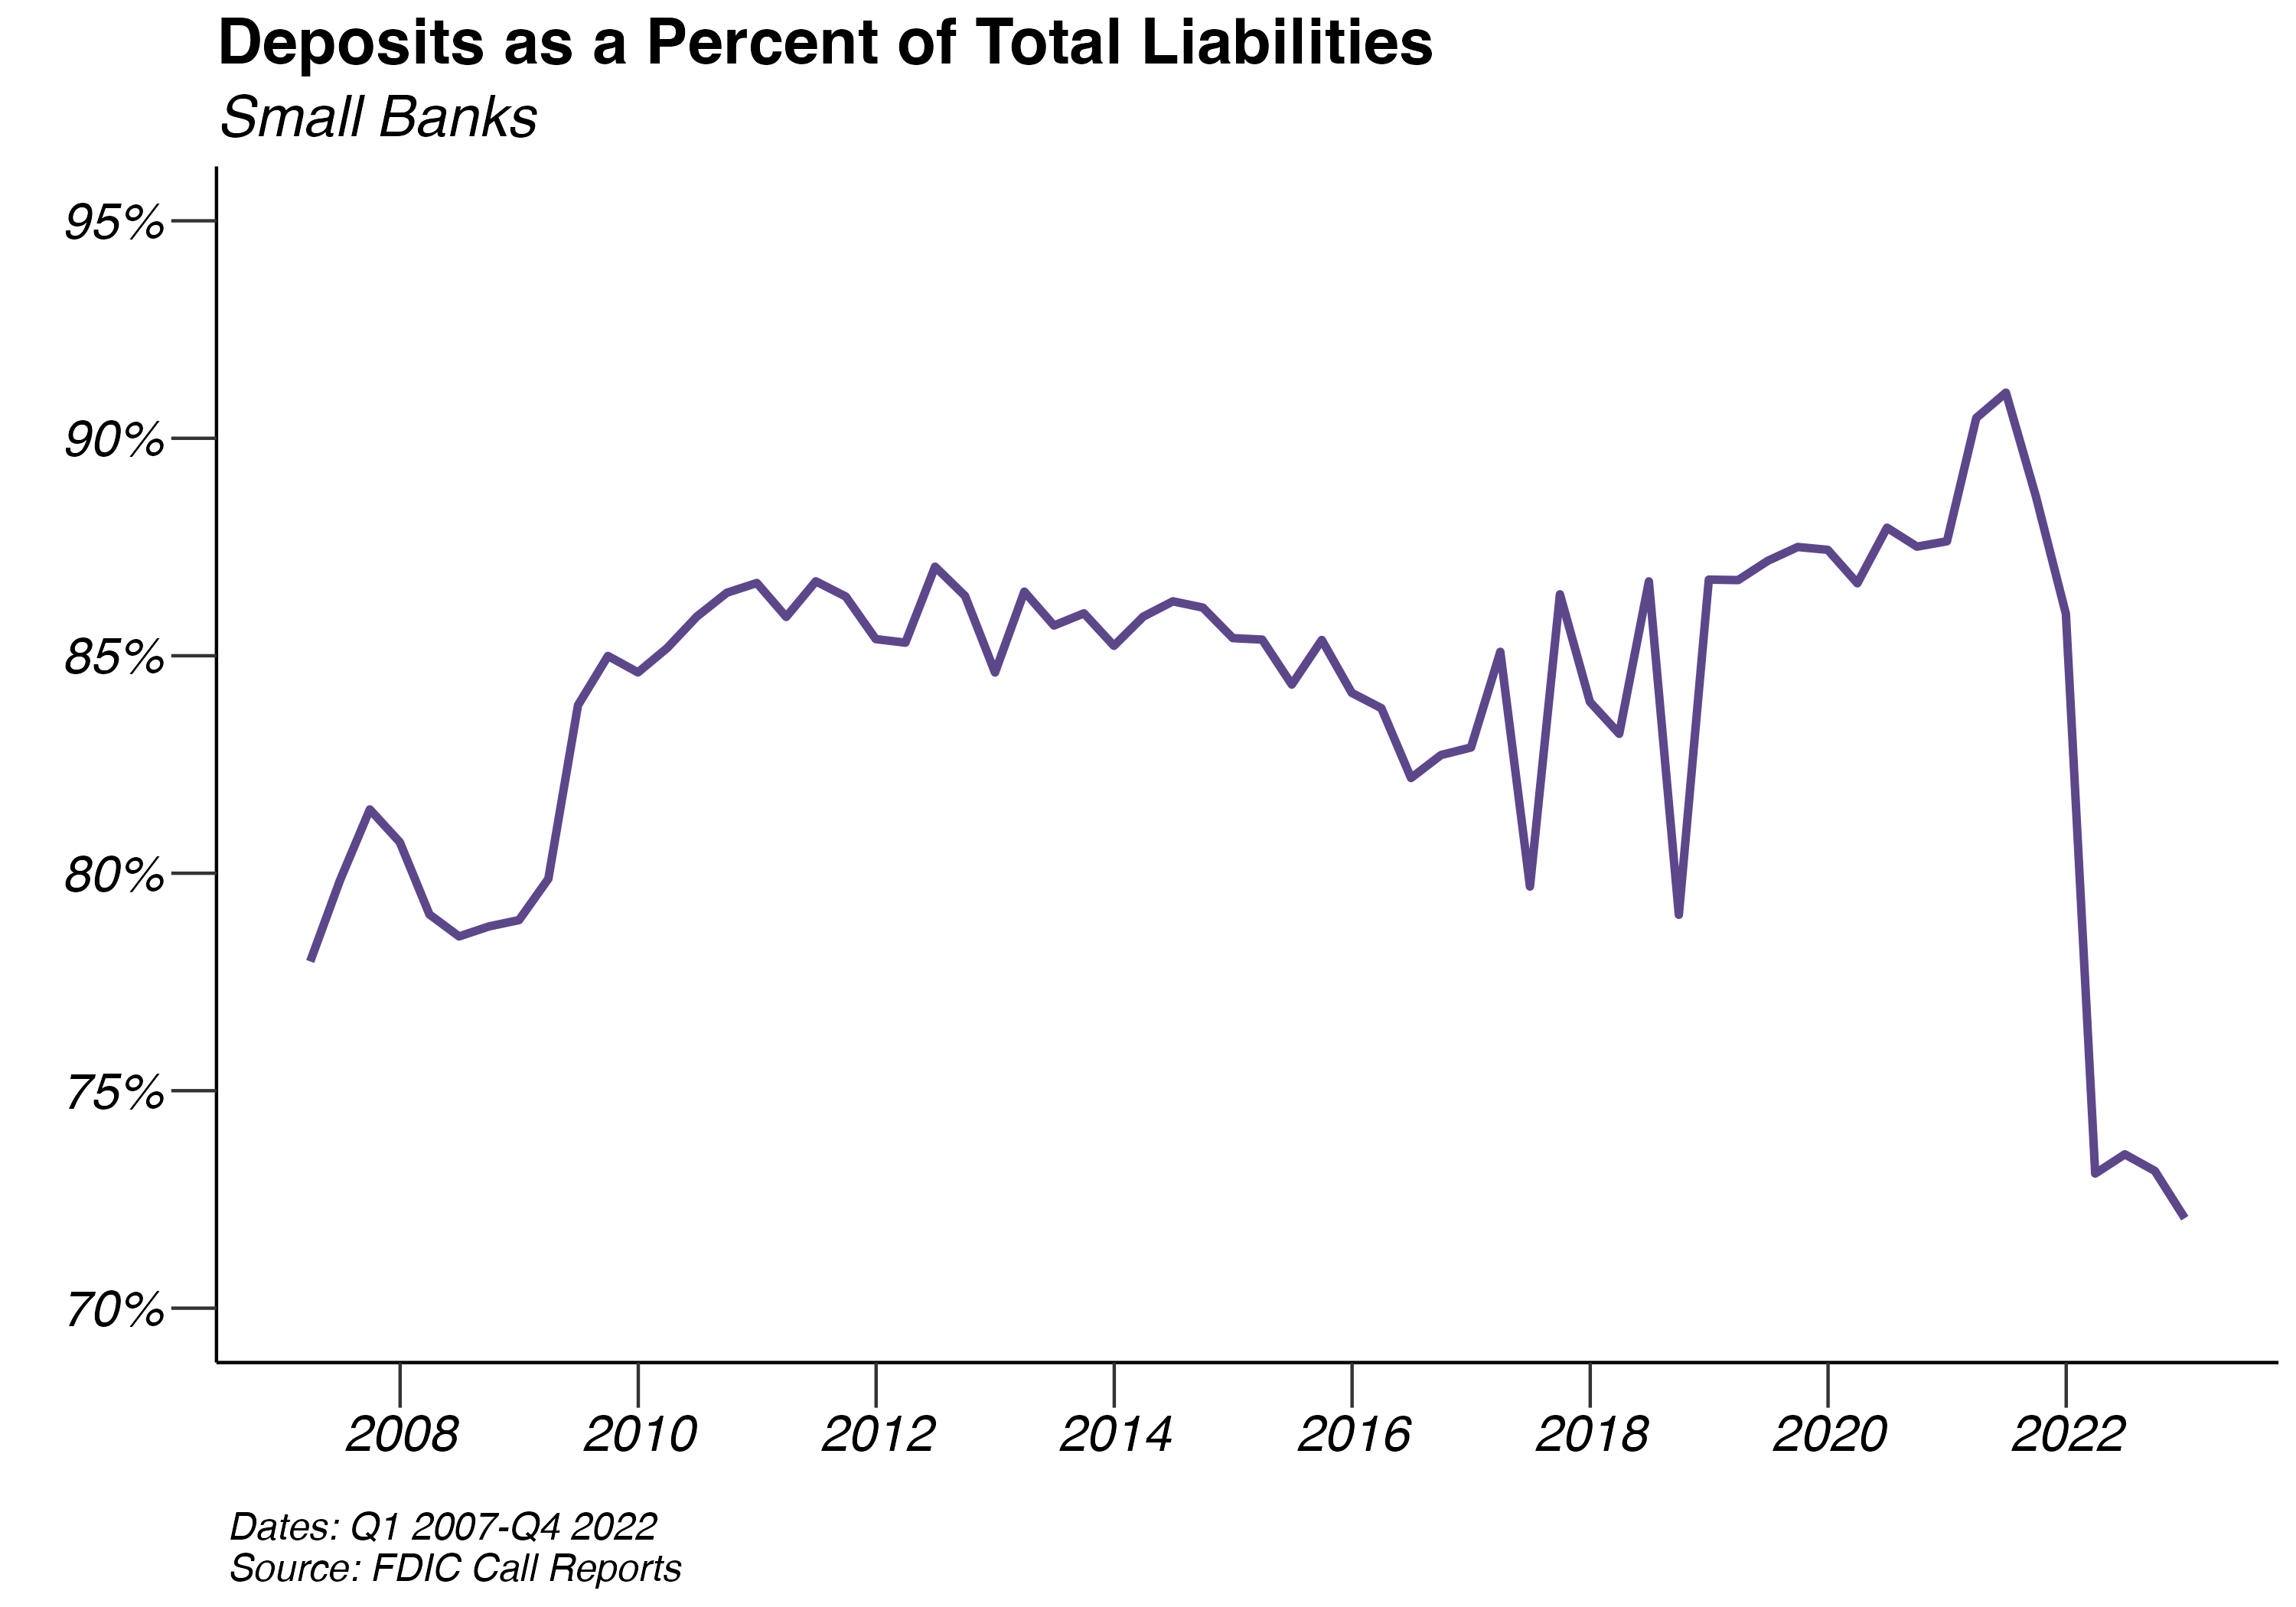 Deposits as a Percent of Total Liabilities
Small Banks
95%
90%
85%
80%
75%
70%
2008 2010 2012 2014 2016 2018 2020 2022
Dates: Q1 2007-Q4 2022
Source: FDIC Call Reports